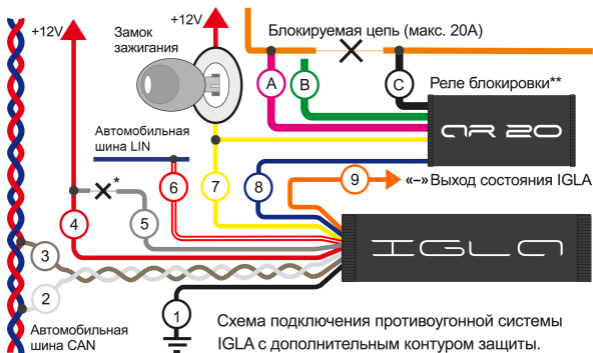 +12V
+12V
Замок
зажигания
Блокируемая цепь (макс. 20А)
A
B
C
Реле блокировки**
AR 20
Автомобильная
шина LIN
*
6
7
8
9
«–» Выход состояния IGLA
4
5
IGLA
3
2
1
Автомобильная
шина CAN
Схема подключения противоугонной системы
IGLA с дополнительным контуром защиты.